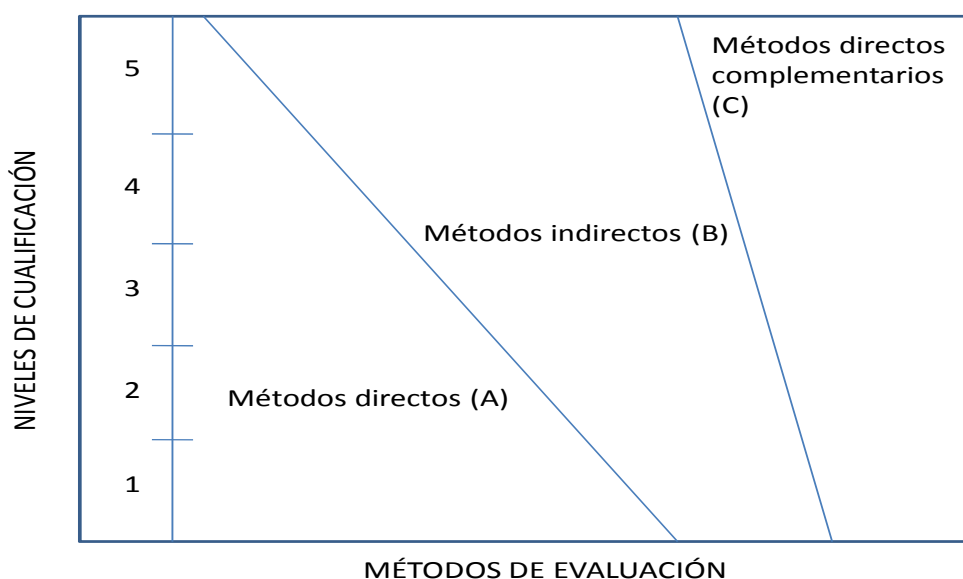 NIVELES DE CUALIFICACIÓN
5
4
3
2
1
Métodos directos
complementarios
(C)
Métodos indirectos (B)
Métodos directos (A)
MÉTODOS DE EVALUACIÓN